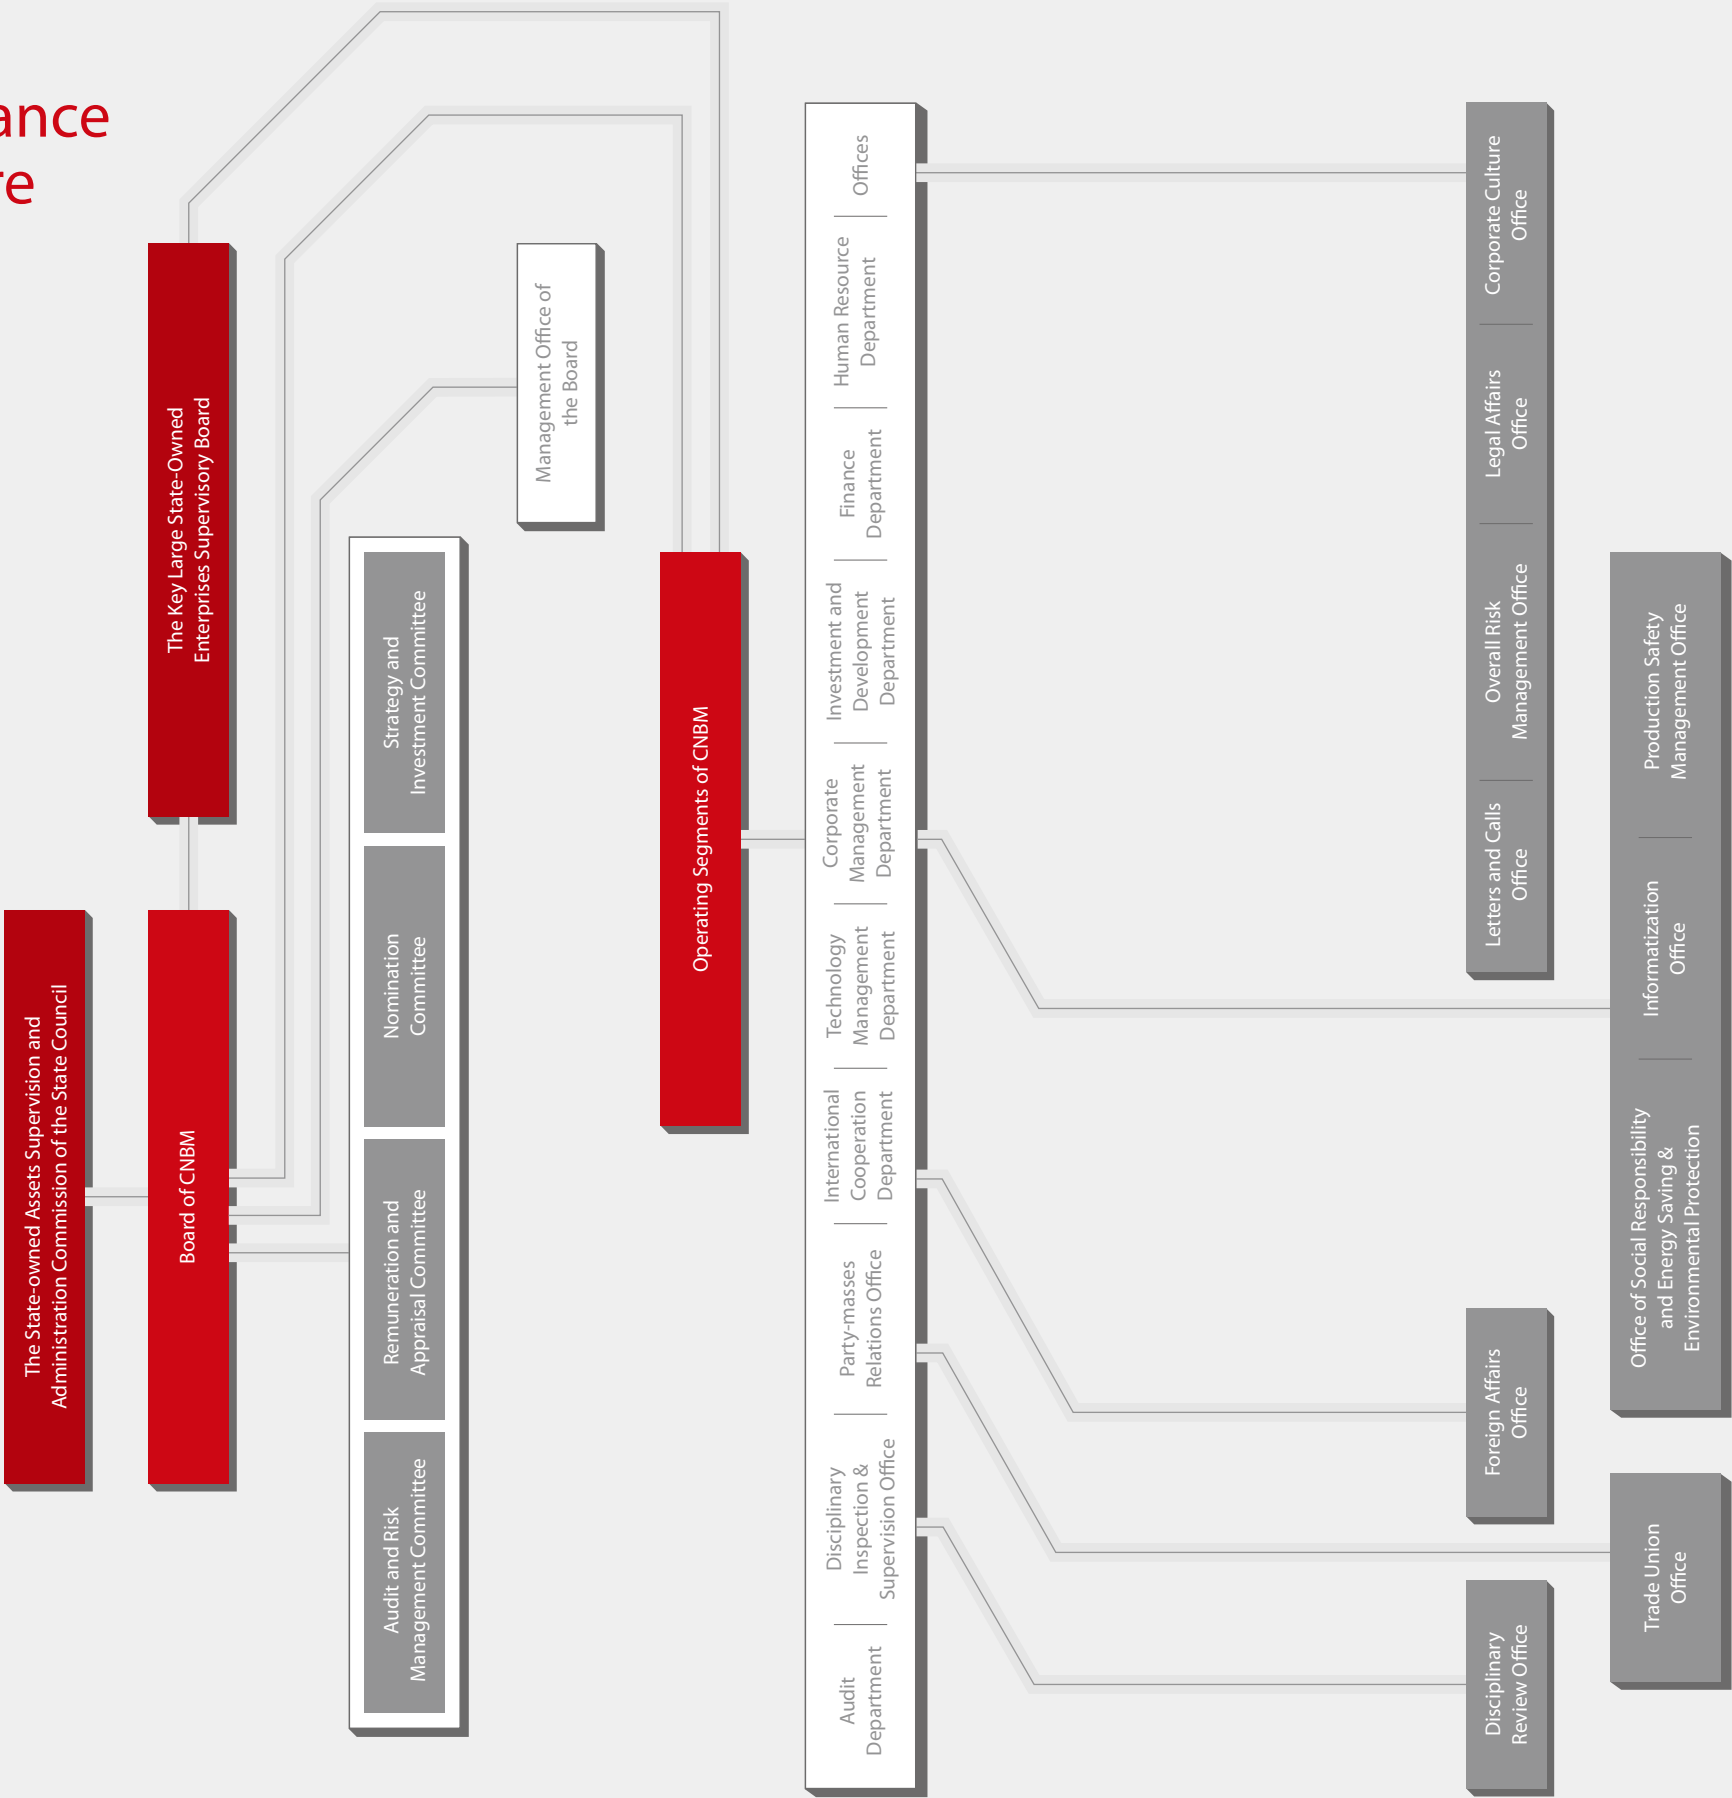 ance
re
The State-owned Assets Supervision and
Administration Commission of the State Council
The Key Large State-Owned
Enterprises Supervisory Board
Board of CNBM
Management Office of
the Board
Strategy and
Investment Committee
Nomination
Committee
Remuneration and
Appraisal Committee
Audit and Risk
Management Committee
Operating Segments of CNBM
Offices
Human Resource
Department
Finance
Department
Investment and
Development
Department
Corporate
Management
Department
Technology
Management
Department
International
Cooperation
Department
Party-masses
Relations Office
Disciplinary
Inspection &
Supervision Office
Audit
Department
Corporate Culture
Office
Legal Affairs
Office
Overall Risk
Management Office
Letters and Calls
Office
Foreign Affairs
Office
Disciplinary
Review Office
Production Safety
Management Office
Informatization
Office
Office of Social Responsibility
and Energy Saving &
Environmental Protection
Trade Union
Office